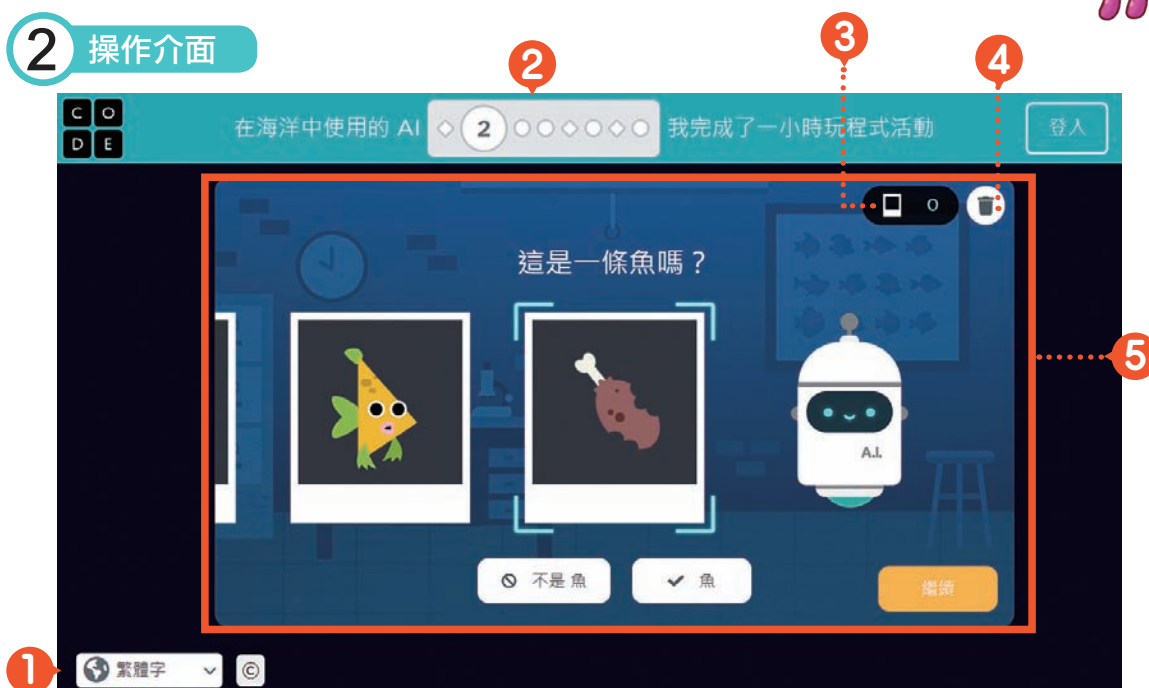 2 操作介面
2
3
4
CODE
在海洋中使用的 AI
2
我完成了一小時玩程式活動
登入
0
這是一條魚嗎？
5
A.I.
不是魚
魚
繼續
1
繁體字
©